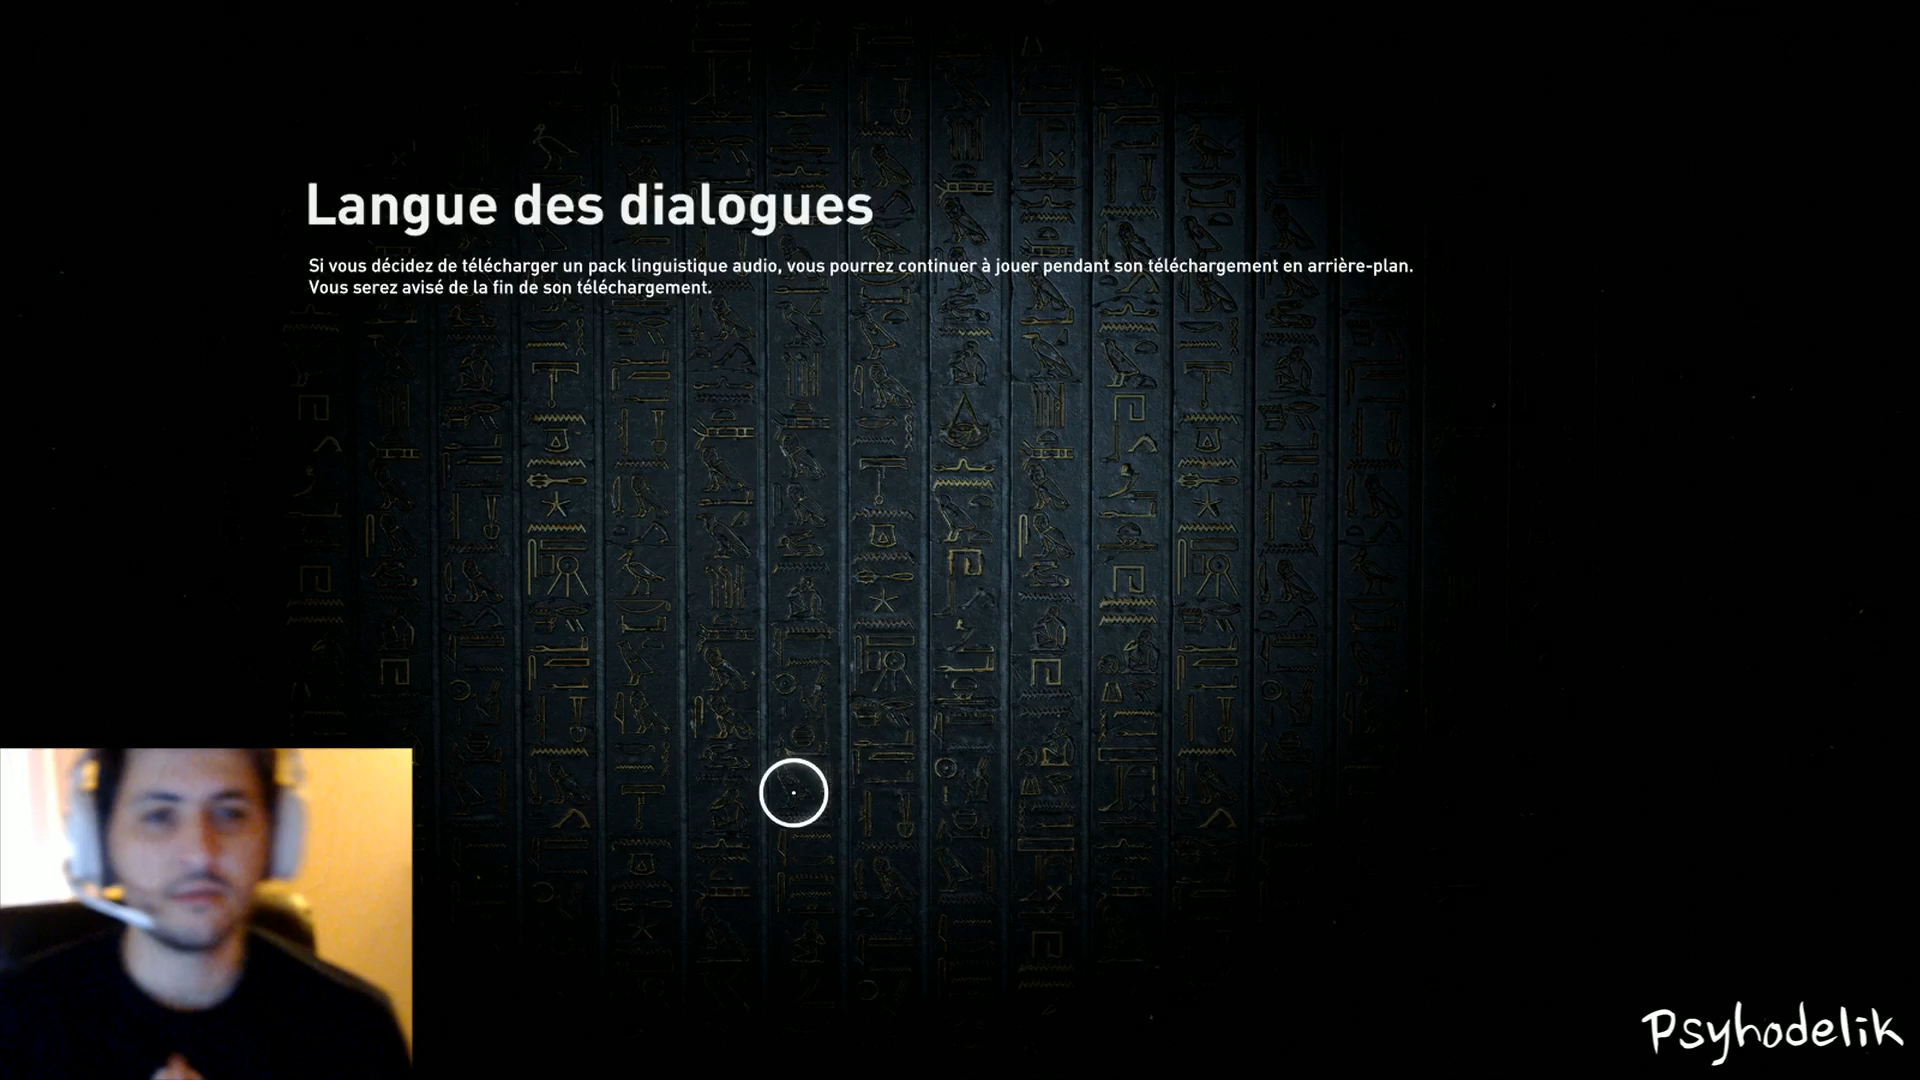 Langue des dialogues
Si vous décidez de télécharger un pack linguistique audio, vous pourrez continuer à jouer pendant son téléchargement en arrière-plan.
Vous serez avisé de la fin de son téléchargement.
Psyhodelik